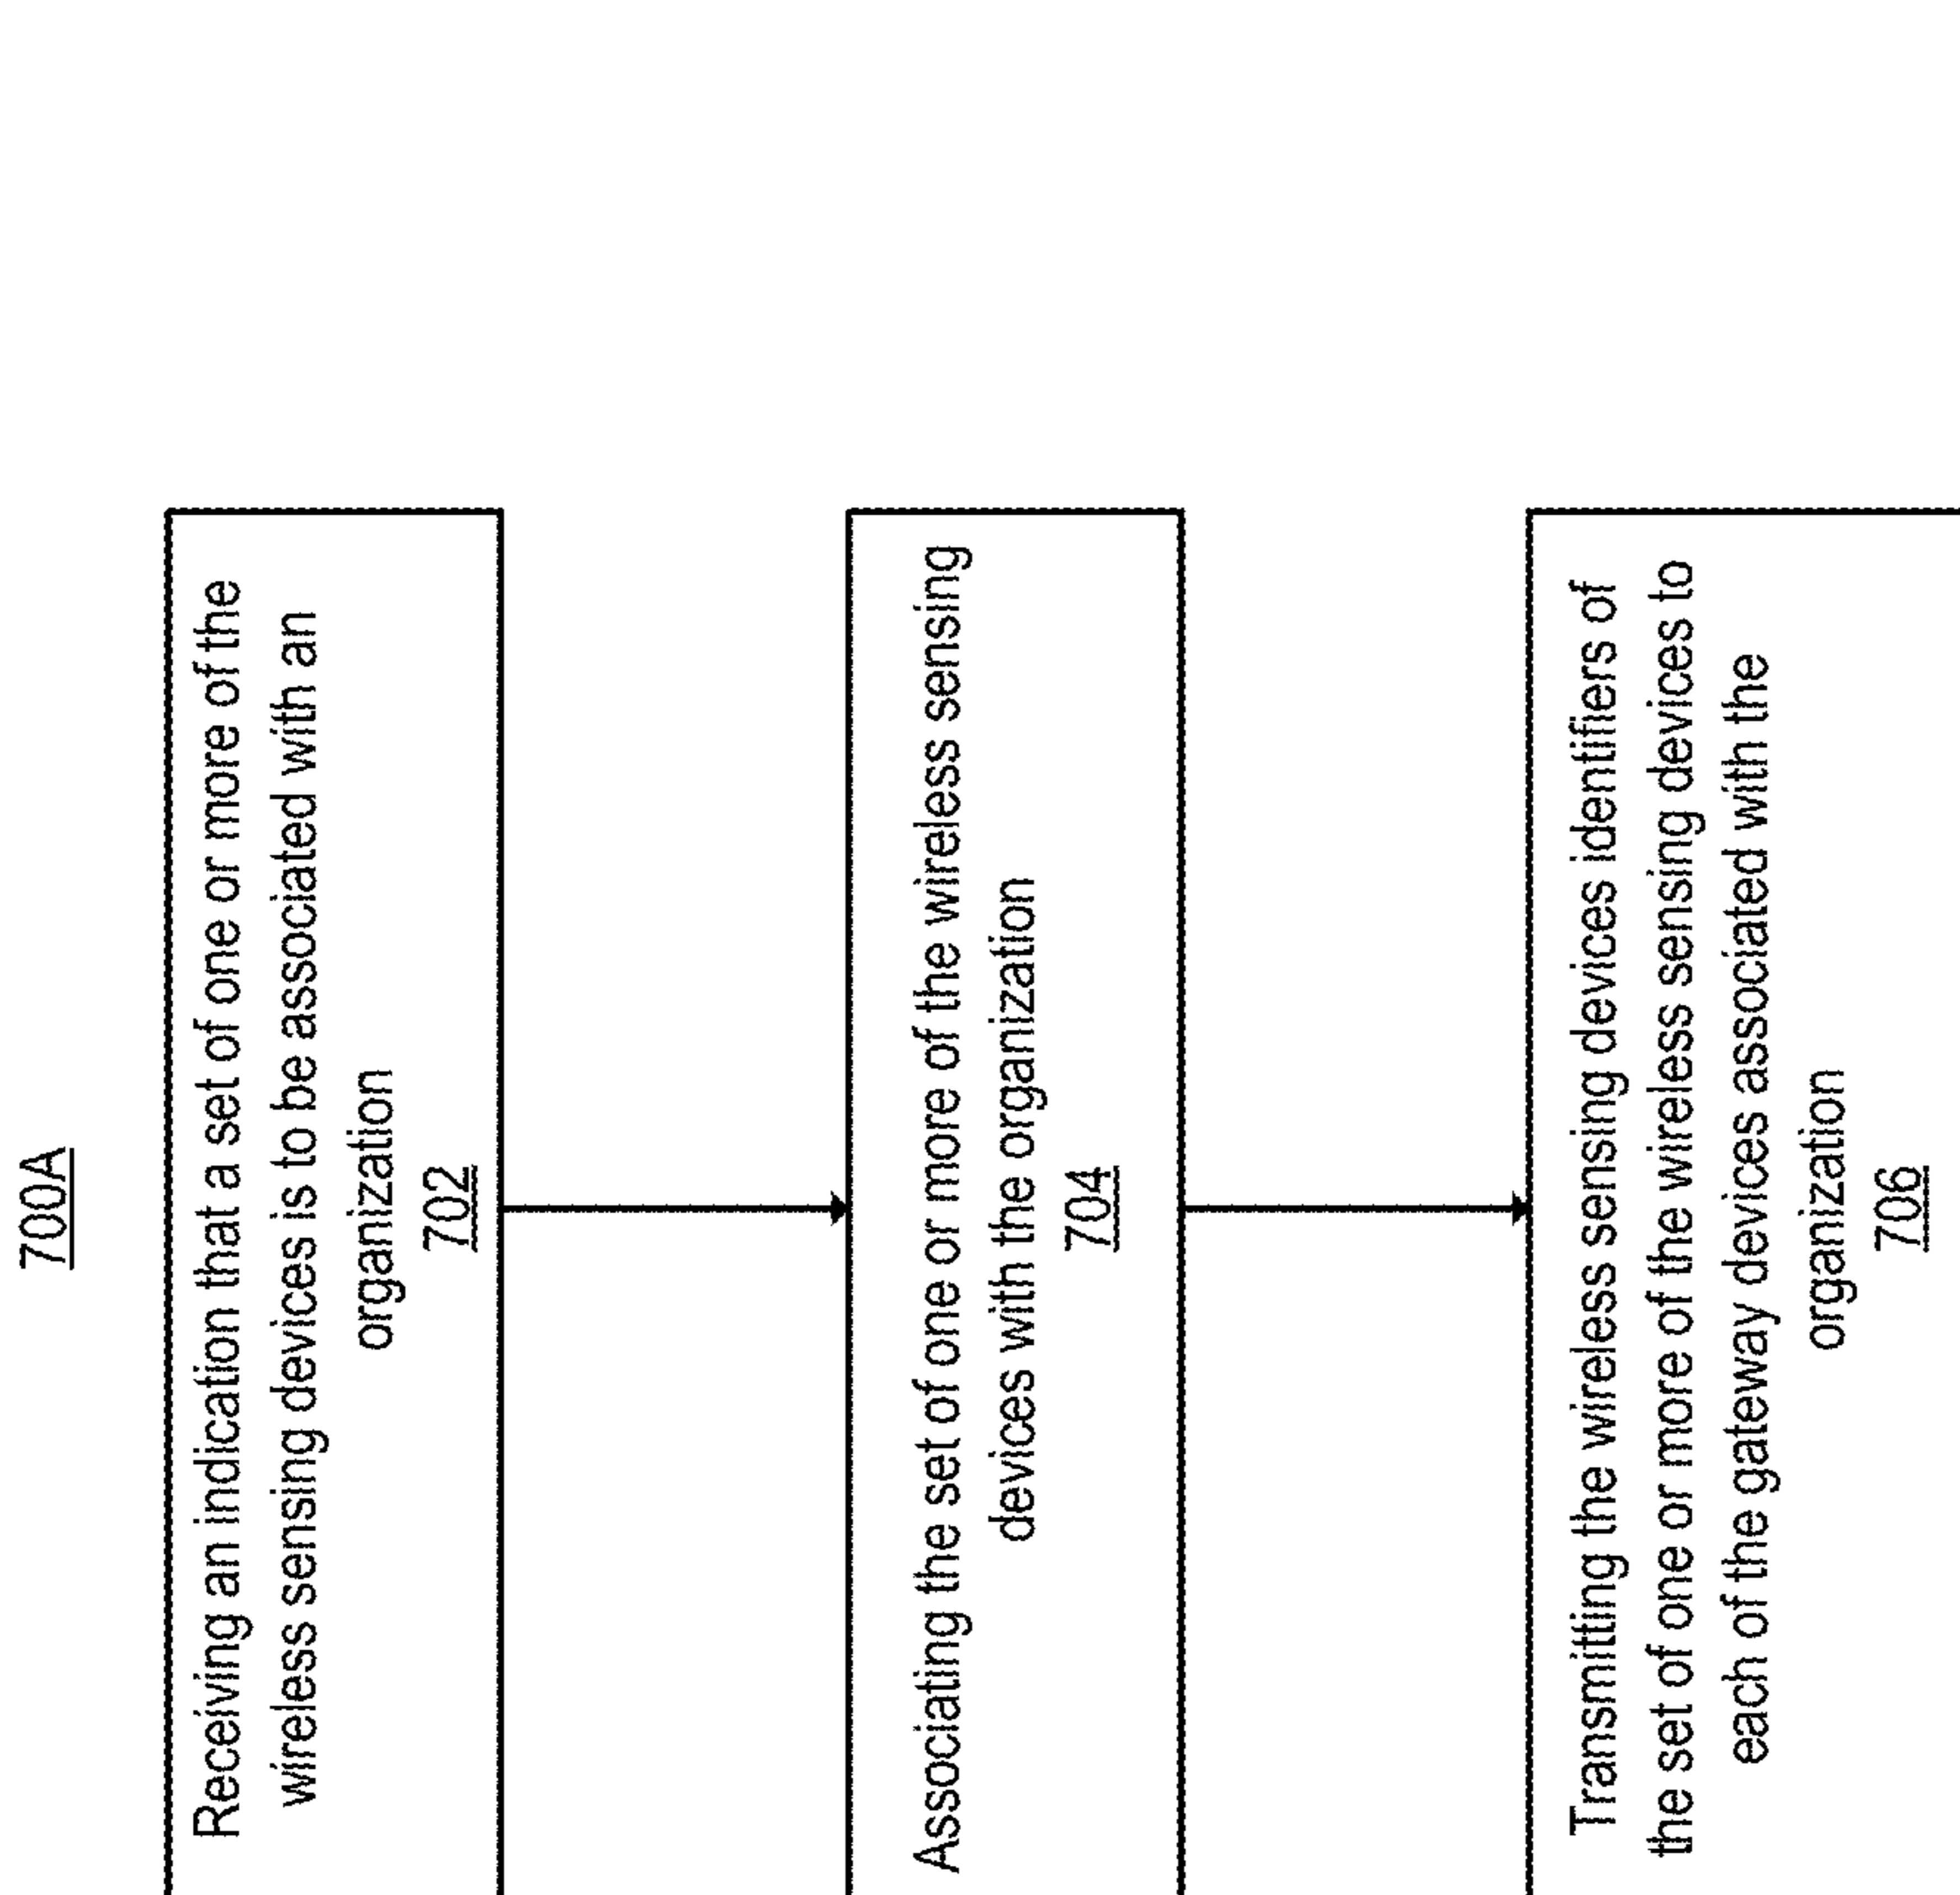 700A
Receiving an indication that a set of one or more of the
wireless sensing devices is to be associated with an
organization
702
Associating the set of one or more of the wireless sensing
devices with the organization
704
Transmitting the wireless sensing devices identifiers of
the set of one or more of the wireless sensing devices to
each of the gateway devices associated with the
organization
706